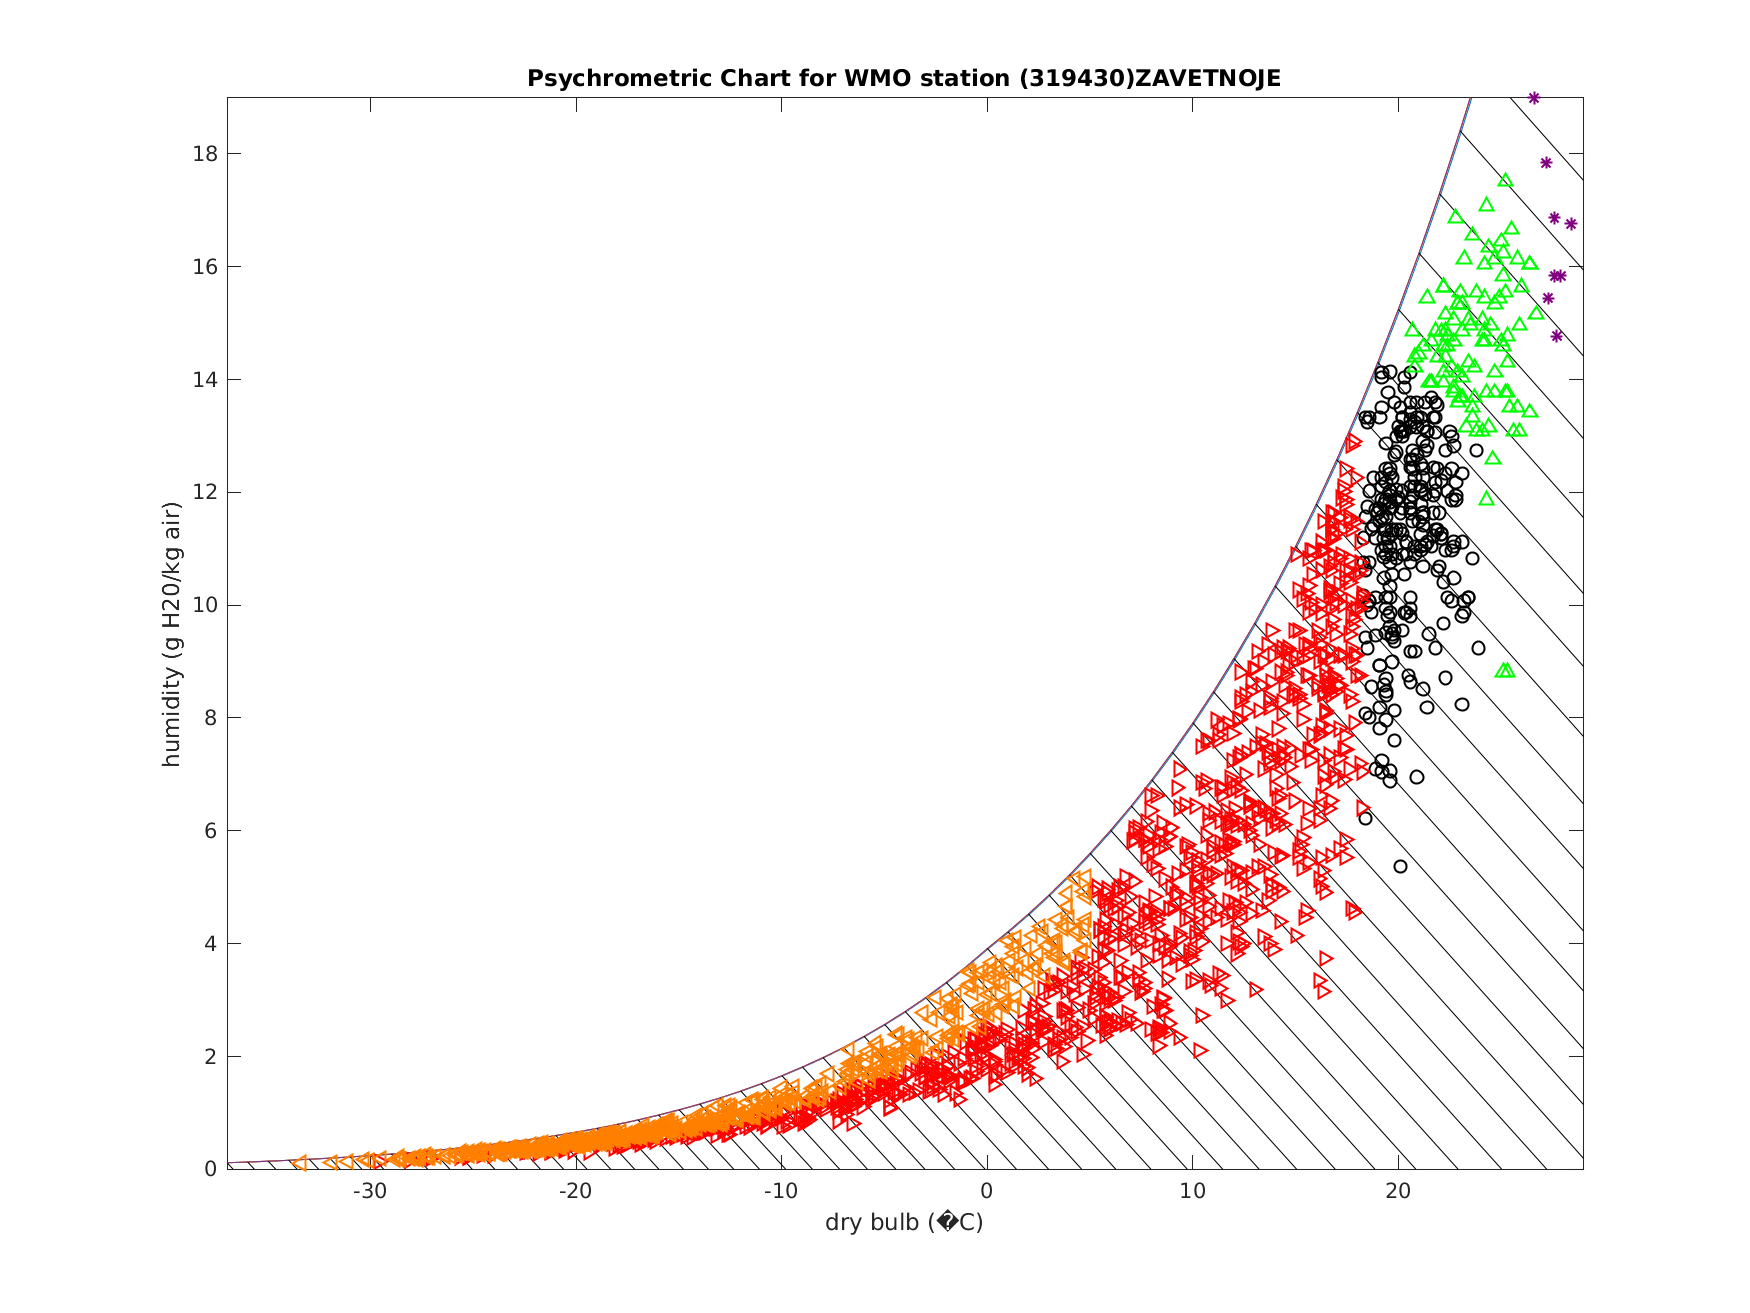 Psychrometric Chart for WMO station (319430)ZAVETNOJE
18
16
14
12
10
8
6
4
2
0
humidity (g H20/kg air)
-30 -20 -10 0 10 20
dry bulb (�C)